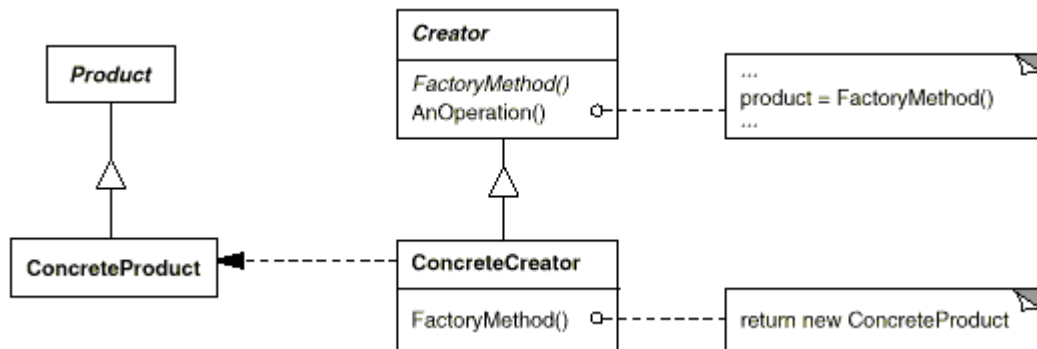 Product
ConcreteProduct
Creator
FactoryMethod()
AnOperation()
...
product = FactoryMethod()
...
ConcreteCreator
FactoryMethod()
return new ConcreteProduct